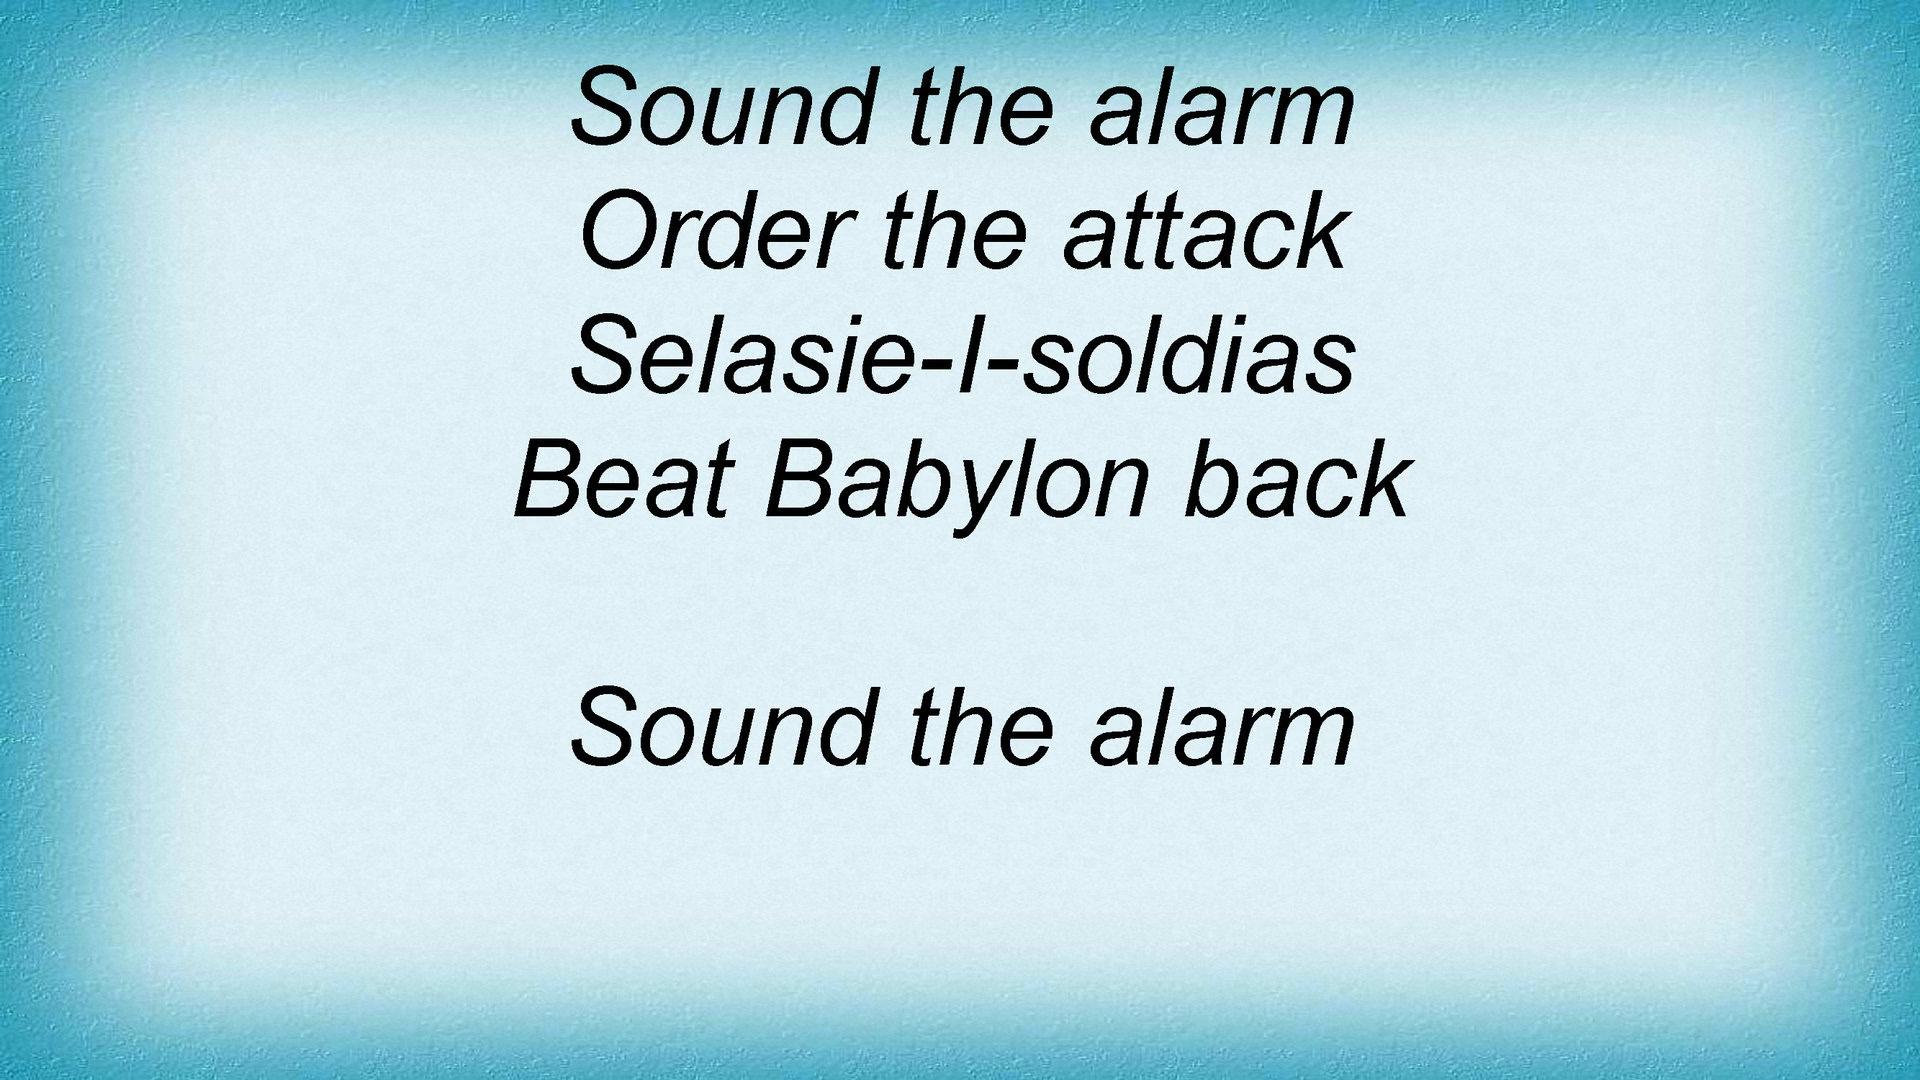 Sound the alarm
Order the attack
Selasie-I-soldias
Beat Babylon back
Sound the alarm